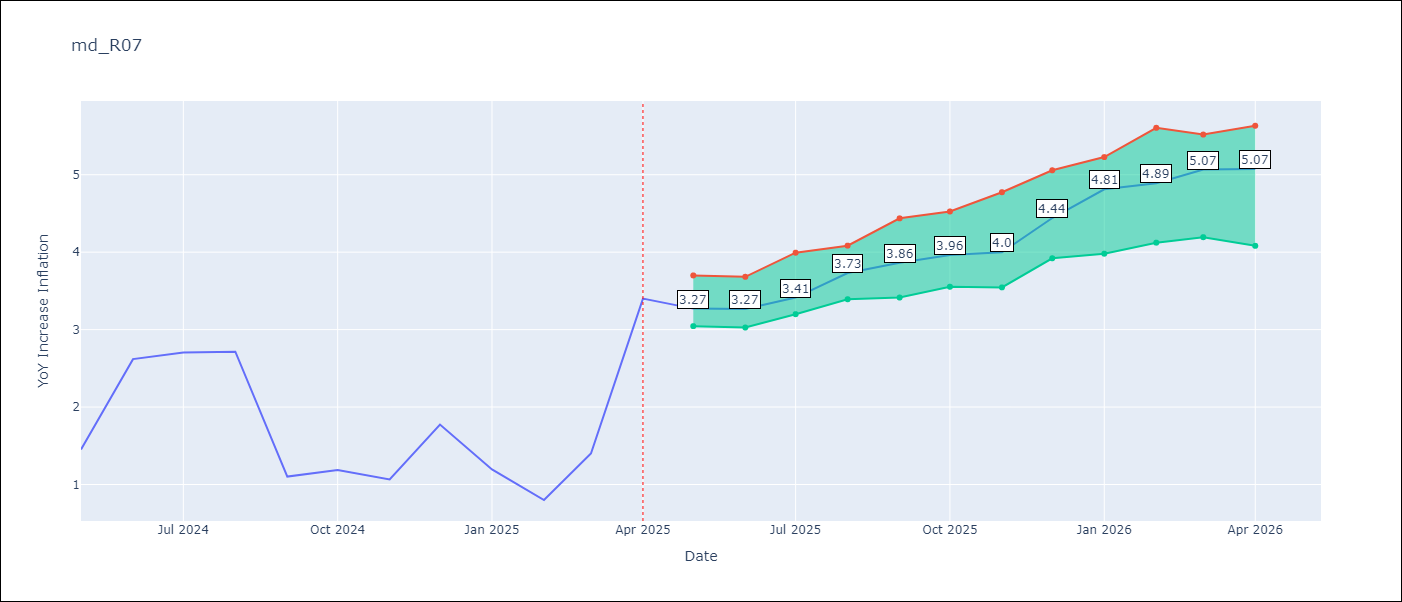 md_R07
YoY Increase Inflation
5
4
3
2
1
3.27
3.27
3.41
3.73
3.86
3.96
4.0
4.44
4.81
4.89
5.07
5.07
Jul 2024
Oct 2024
Jan 2025
Apr 2025
Jul 2025
Oct 2025
Jan 2026
Apr 2026
Date